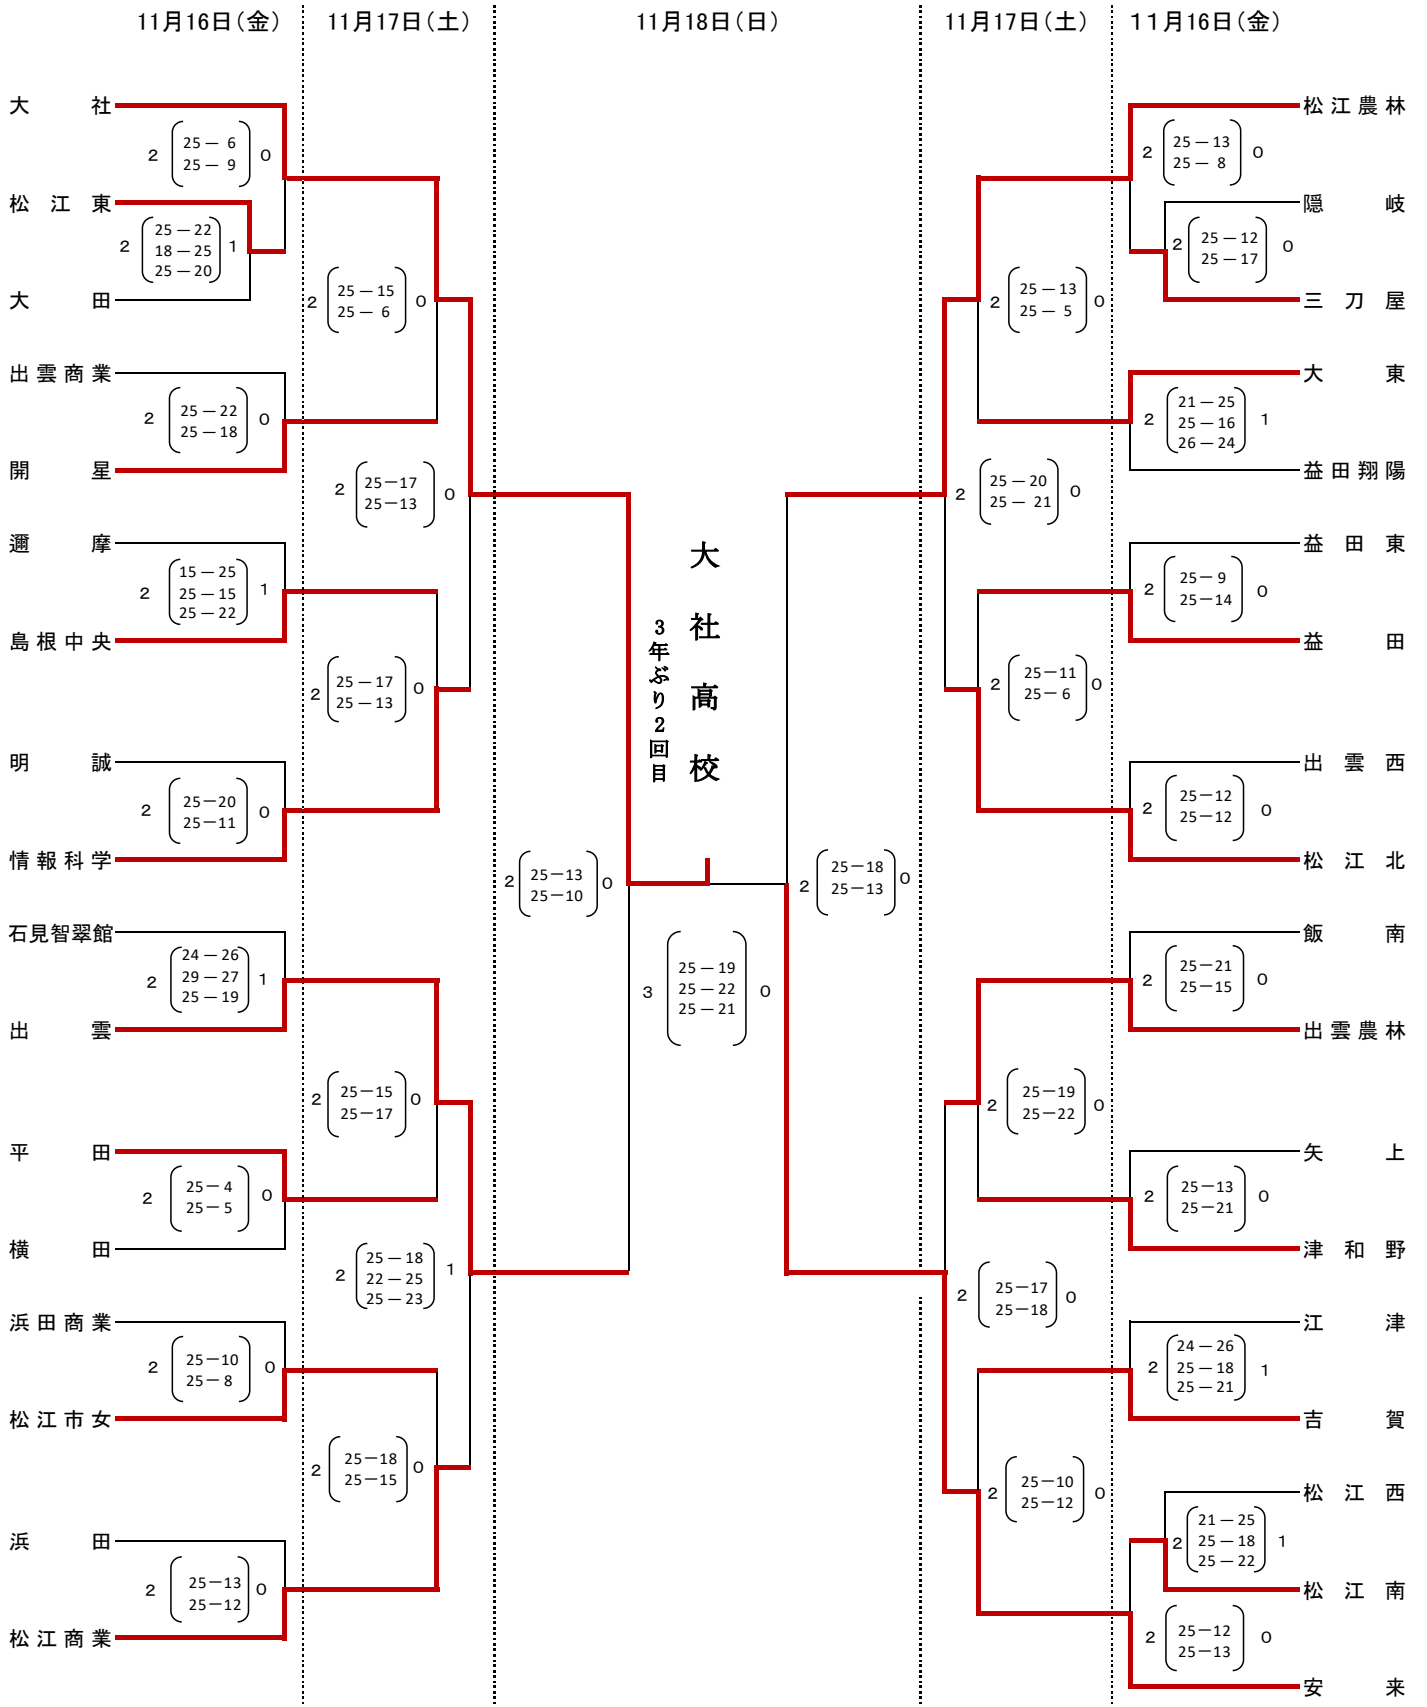 11月16日(金) 11月17日(土) 11月18日(日) 11月17日(土) 11月16日(金)
大社
2 25－6 0
25－9
松江東
2 25－22 1
18－25
25－20
大田
2 25－15 0
25－6
出雲商業
2 25－22 0
25－18
開星
2 25－17 0
25－13
邇摩
2 15－25 1
25－15
25－22
島根中央
2 25－17 0
25－13
明誠
2 25－20 0
25－11
情報科学
2 25－13 0
25－10
石見智翠館
2 24－26 1
29－27
25－19
出雲
2 25－15 0
25－17
平田
2 25－4 0
25－5
横田
2 25－18 1
22－25
25－23
浜田商業
2 25－10 0
25－8
松江市女
2 25－18 0
25－15
浜田
2 25－13 0
25－12
松江商業
大社高校
3年ぶり2回目
3 25－19 0
25－22
25－21
松江農林
2 25－13 0
25－8
隠岐
2 25－12 0
25－17
三刀屋
2 25－13 0
25－5
大東
2 21－25 1
25－16
26－24
益田翔陽
2 25－20 0
25－21
益田東
2 25－9 0
25－14
益田
2 25－11 0
25－6
出雲西
2 25－12 0
25－12
松江北
2 25－18 0
25－13
飯南
2 25－21 0
25－15
出雲農林
2 25－19 0
25－22
矢上
2 25－13 0
25－21
津和野
2 25－17 0
25－18
江津
2 24－26 1
25－18
25－21
吉賀
2 25－10 0
25－12
松江西
2 21－25 1
25－18
25－22
松江南
2 25－12 0
25－13
安来